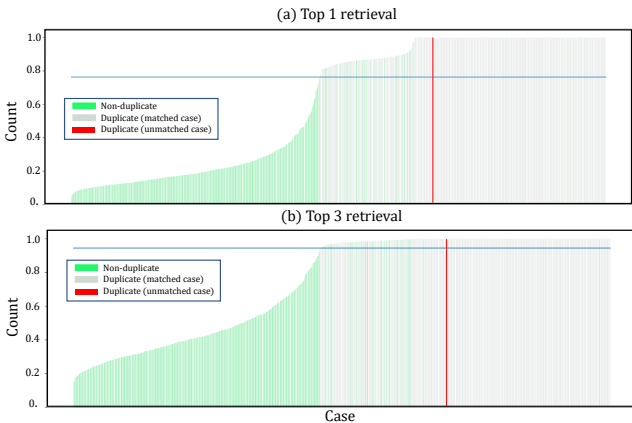 (a) Top 1 retrieval
1.0
0.8
0.6
0.4
0.2
0.
Count
Non-duplicate
Duplicate (matched case)
Duplicate (unmatched case)
(b) Top 3 retrieval
1.0
0.8
0.6
0.4
0.2
0.
Count
Non-duplicate
Duplicate (matched case)
Duplicate (unmatched case)
Case